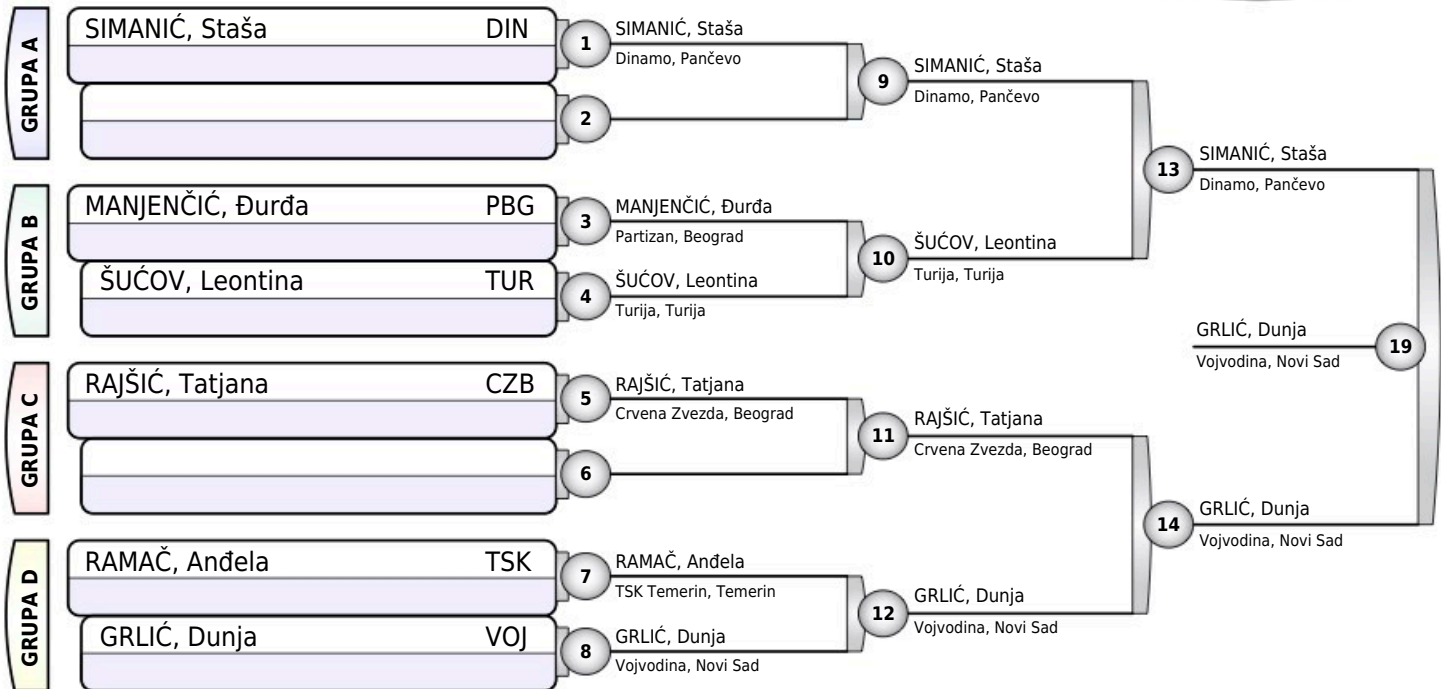 GRUPA A
SIMANIĆ, Staša DIN
1
SIMANIĆ, Staša
Dinamo, Pančevo
2
9
SIMANIĆ, Staša
Dinamo, Pančevo
GRUPA B
MANJENČIĆ, Đurđa PBG
3
MANJENČIĆ, Đurđa
Partizan, Beograd
ŠUĆOV, Leontina TUR
4
ŠUĆOV, Leontina
Turija, Turija
10
ŠUĆOV, Leontina
Turija, Turija
13
SIMANIĆ, Staša
Dinamo, Pančevo
GRUPA C
RAJŠIĆ, Tatjana CZB
5
RAJŠIĆ, Tatjana
Crvena Zvezda, Beograd
6
11
RAJŠIĆ, Tatjana
Crvena Zvezda, Beograd
GRUPA D
RAMAČ, Anđela TSK
7
RAMAČ, Anđela
TSK Temerin, Temerin
GRLIĆ, Dunja VOJ
8
GRLIĆ, Dunja
Vojvodina, Novi Sad
12
GRLIĆ, Dunja
Vojvodina, Novi Sad
14
GRLIĆ, Dunja
Vojvodina, Novi Sad
GRLIĆ, Dunja
Vojvodina, Novi Sad
19